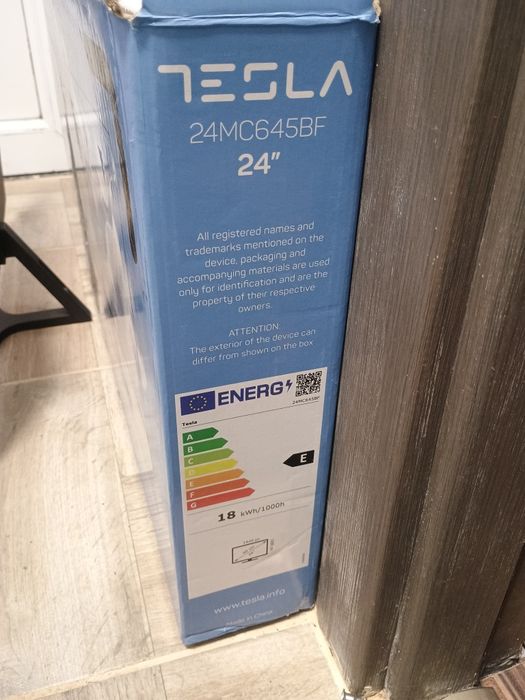 TESLA
24MC645BF
24"
All registered names and
trademarks mentioned on the
device, packaging and
accompanying materials are used
only for identification and are the
property of their respective
owners.
ATTENTION:
The exterior of the device can
differ from shown on the box
ENERG
Tesla
24MC645BF
A
B
C
D
E
F
G
E
18 kWh/1000h
www.tesla.info
Made in China